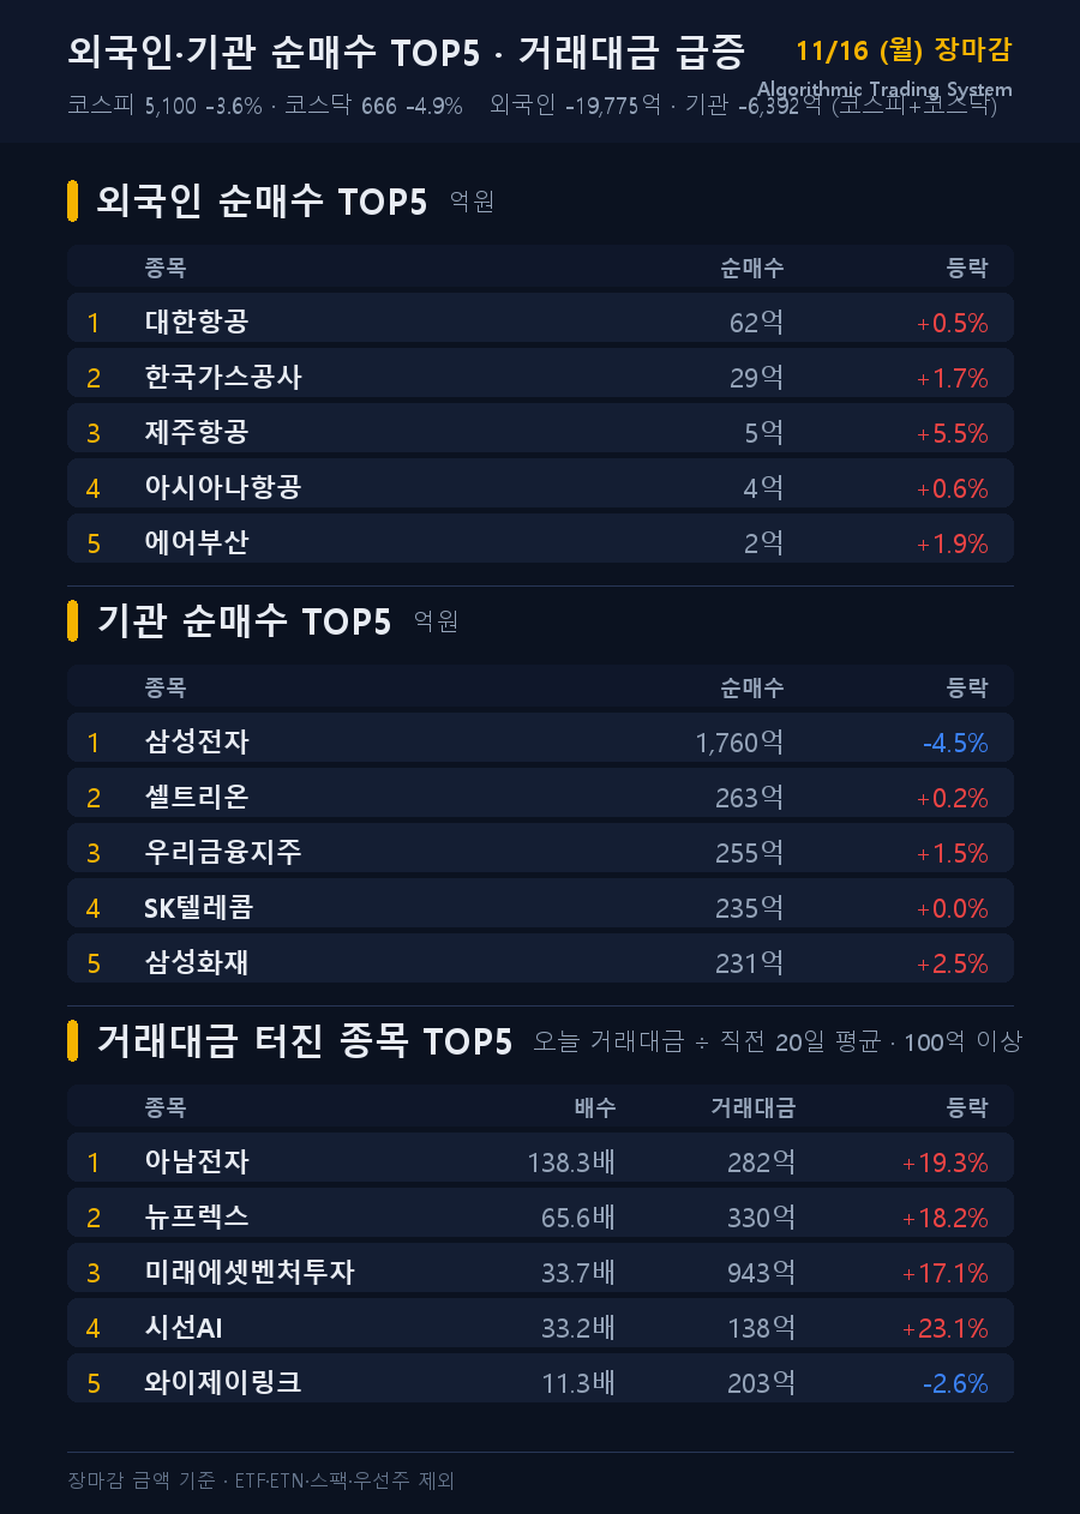 외국인·기관 순매수 TOP5 · 거래대금 급증
11/16 (월) 장마감
Algorithmic Trading System
코스피 5,100 -3.6% · 코스닥 666 -4.9% 외국인 -19,775억 · 기관 -6,392억 (코스피+코스닥)
외국인 순매수 TOP5 억원
종목 순매수 등락
1 대한항공 62억 +0.5%
2 한국가스공사 29억 +1.7%
3 제주항공 5억 +5.5%
4 아시아나항공 4억 +0.6%
5 에어부산 2억 +1.9%
기관 순매수 TOP5 억원
종목 순매수 등락
1 삼성전자 1,760억 -4.5%
2 셀트리온 263억 +0.2%
3 우리금융지주 255억 +1.5%
4 SK텔레콤 235억 +0.0%
5 삼성화재 231억 +2.5%
거래대금 터진 종목 TOP5 오늘 거래대금 ÷ 직전 20일 평균 · 100억 이상
종목 배수 거래대금 등락
1 아남전자 138.3배 282억 +19.3%
2 뉴프렉스 65.6배 330억 +18.2%
3 미래에셋벤처투자 33.7배 943억 +17.1%
4 시선AI 33.2배 138억 +23.1%
5 와이제이링크 11.3배 203억 -2.6%
장마감 금액 기준 · ETF·ETN·스팩·우선주 제외